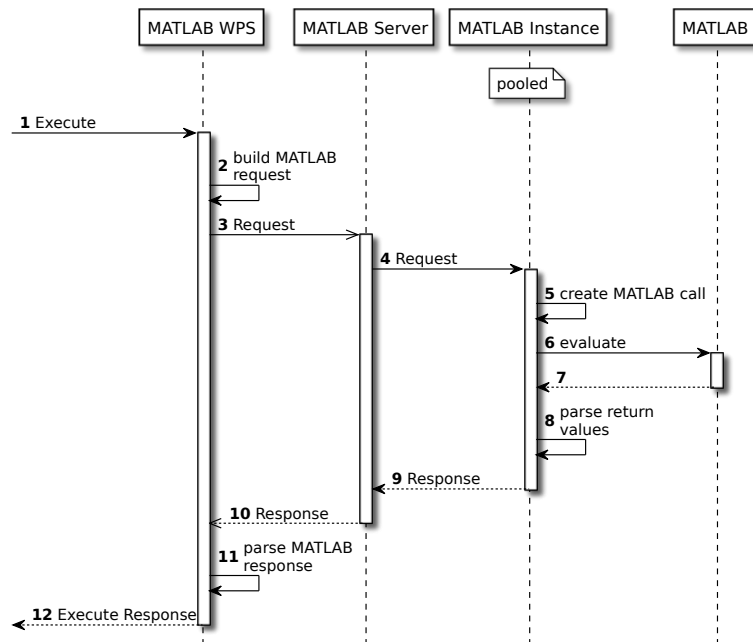 MATLAB WPS
MATLAB Server
MATLAB Instance
MATLAB
pooled
1 Execute
2 build MATLAB
request
3 Request
4 Request
5 create MATLAB call
6 evaluate
7
8 parse return
values
9 Response
10 Response
11 parse MATLAB
response
12 Execute Response